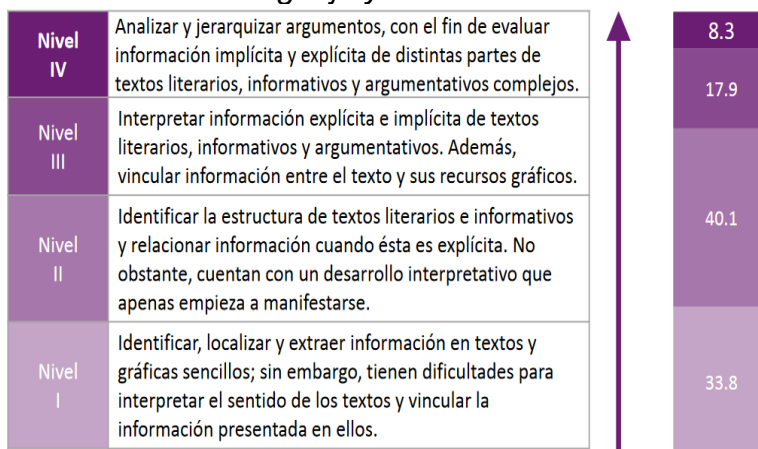 Nivel
IV
Analizar y jerarquizar argumentos, con el fin de evaluar
información implícita y explícita de distintas partes de
textos literarios, informativos y argumentativos complejos.
Nivel
III
Interpretar información explícita e implícita de textos
literarios, informativos y argumentativos. Además,
vincular información entre el texto y sus recursos gráficos.
Nivel
II
Identificar la estructura de textos literarios e informativos
y relacionar información cuando ésta es explícita. No
obstante, cuentan con un desarrollo interpretativo que
apenas empieza a manifestarse.
Nivel
I
Identificar, localizar y extraer información en textos y
gráficas sencillos; sin embargo, tienen dificultades para
interpretar el sentido de los textos y vincular la
información presentada en ellos.
8.3
17.9
40.1
33.8